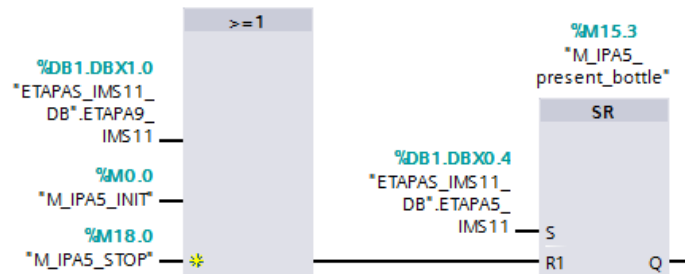 >=1
%DB1.DBX1.0
"ETAPAS_IMS11_
DB".ETAPA9_
IMS11
%M0.0
"M_IPA5_INIT"
%M18.0
"M_IPA5_STOP"
%M15.3
"M_IPA5_
present_bottle"
SR
%DB1.DBX0.4
"ETAPAS_IMS11_
DB".ETAPA5_
IMS11
S
R1
Q